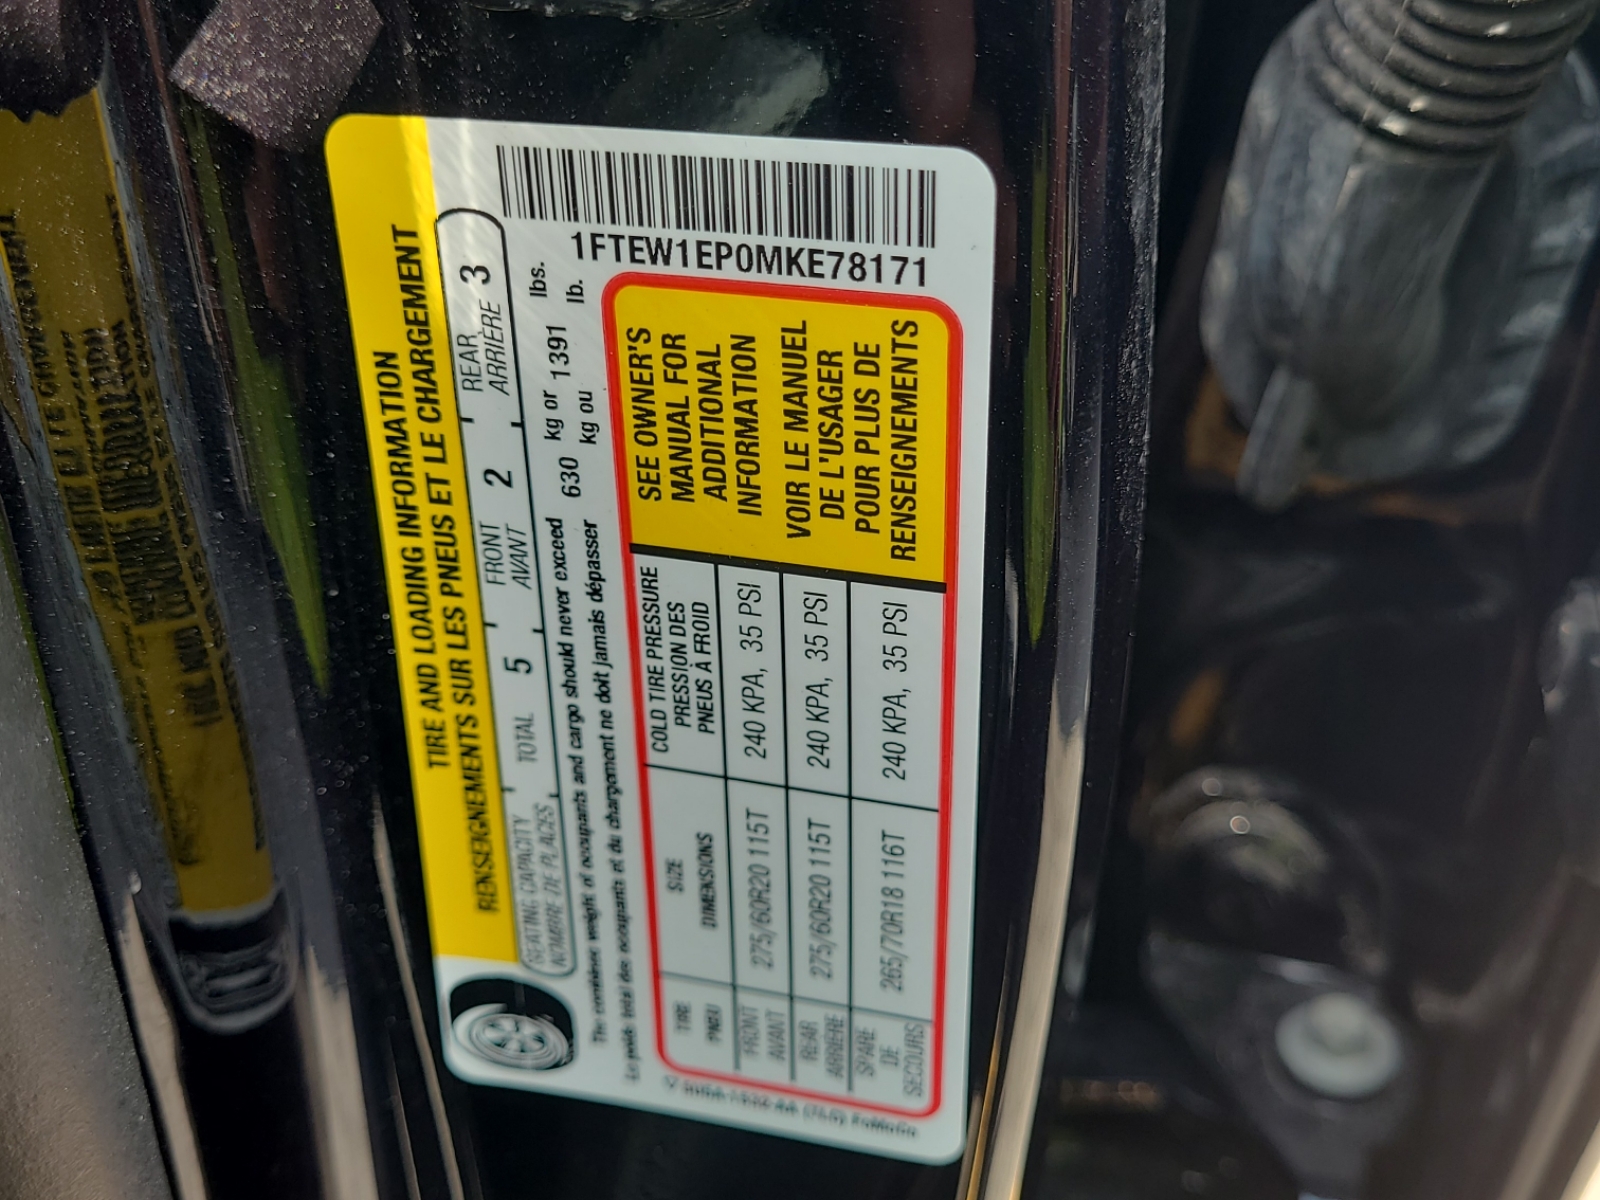 TIRE AND LOADING INFORMATION
RENSEIGNEMENTS SUR LES PNEUS ET LE CHARGEMENT
SEATING CAPACITY TOTAL 5 FRONT 2 REAR 3
NOMBRE DE PLACES AVANT ARRIÈRE
The combined weight of occupants and cargo should never exceed 630 kg or 1391 lbs.
Le poids total des occupants et du chargement ne doit jamais dépasser kg ou lb.
TIRE SIZE COLD TIRE PRESSURE
PNEU DIMENSIONS PRESSION DES
PNEUS À FROID
FRONT 275/60R20 115T 240 KPA, 35 PSI
AVANT
REAR 275/60R20 115T 240 KPA, 35 PSI
ARRIÈRE
SPARE 265/70R18 116T 240 KPA, 35 PSI
DE
SECOURS
SEE OWNER'S
MANUAL FOR
ADDITIONAL
INFORMATION
VOIR LE MANUEL
DE L'USAGER
POUR PLUS DE
RENSEIGNEMENTS
1FTEW1EP0MKE78171
FoMoCo